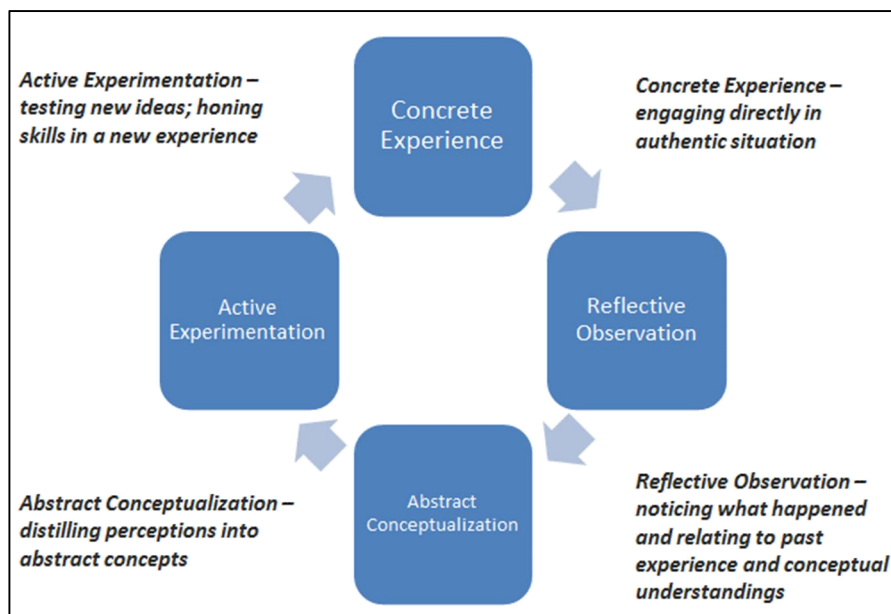 Active Experimentation –
testing new ideas; honing
skills in a new experience
Concrete
Experience
Concrete Experience –
engaging directly in
authentic situation
Active
Experimentation
Reflective
Observation
Abstract Conceptualization –
distilling perceptions into
abstract concepts
Abstract
Conceptualization
Reflective Observation –
noticing what happened
and relating to past
experience and conceptual
understandings